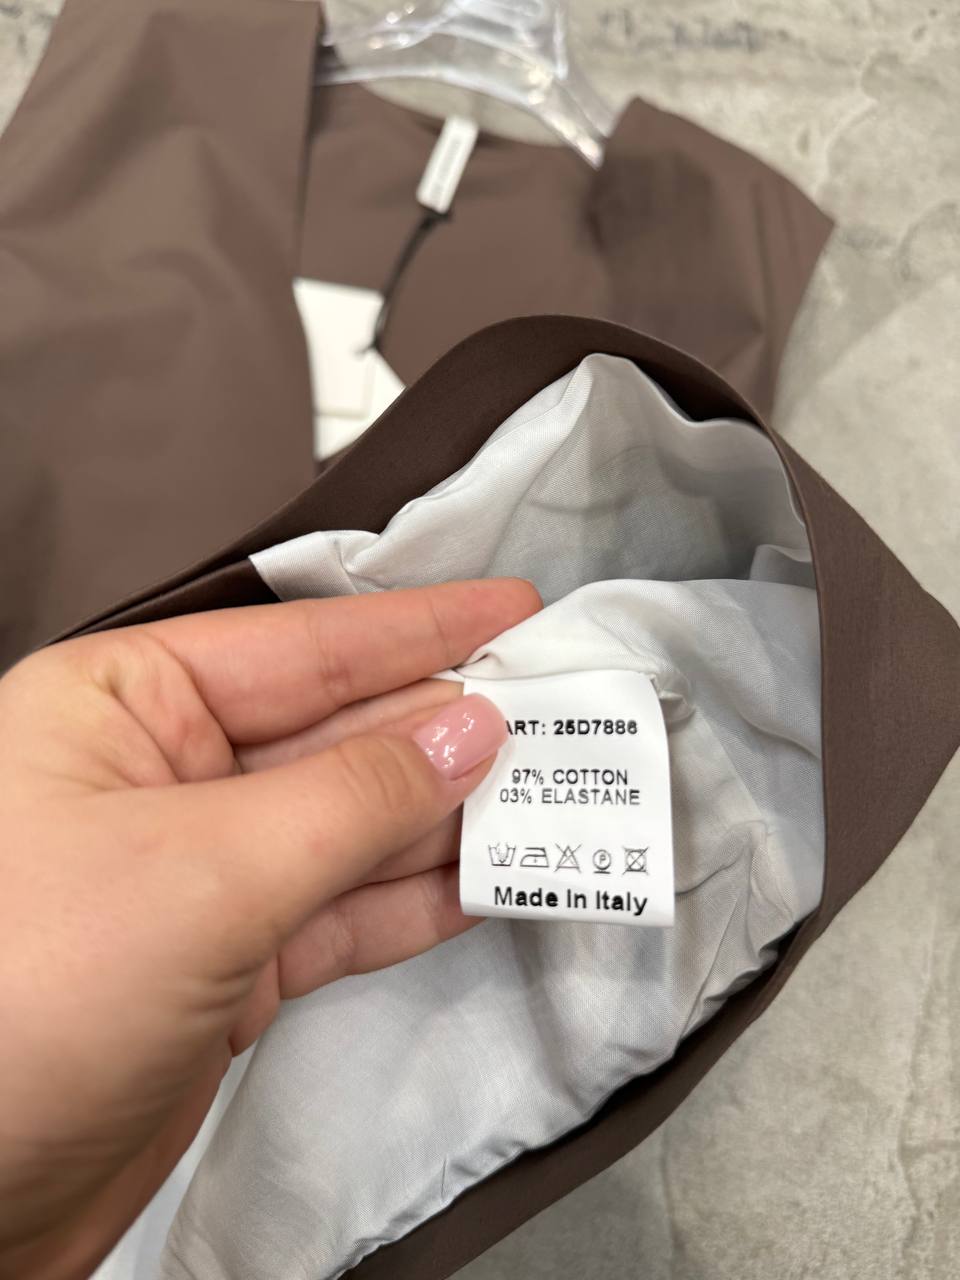 ART: 25D7886
97% COTTON
03% ELASTANE
P
Made in Italy